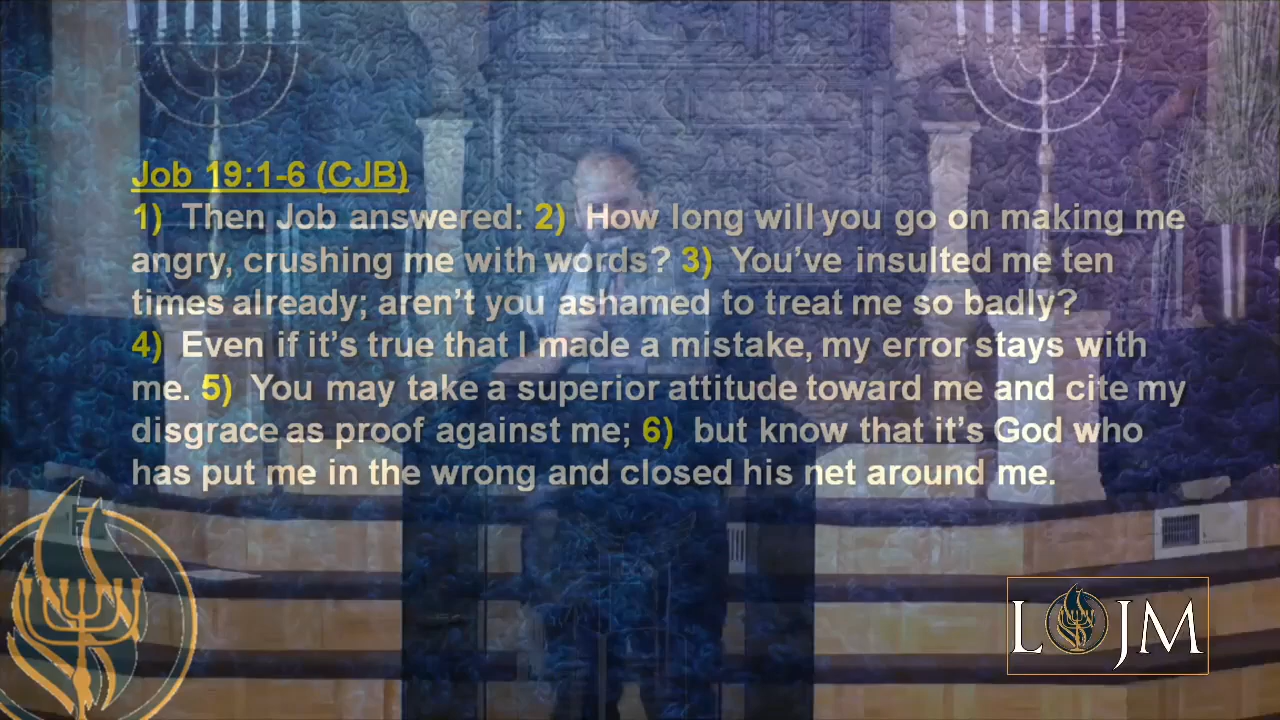 Job 19:1-6 (CJB)
1) Then Job answered: 2) How long will you go on making me
angry, crushing me with words? 3) You’ve insulted me ten
times already; aren’t you ashamed to treat me so badly?
4) Even if it’s true that I made a mistake, my error stays with
me. 5) You may take a superior attitude toward me and cite my
disgrace as proof against me; 6) but know that it’s God who
has put me in the wrong and closed his net around me.
LOJM